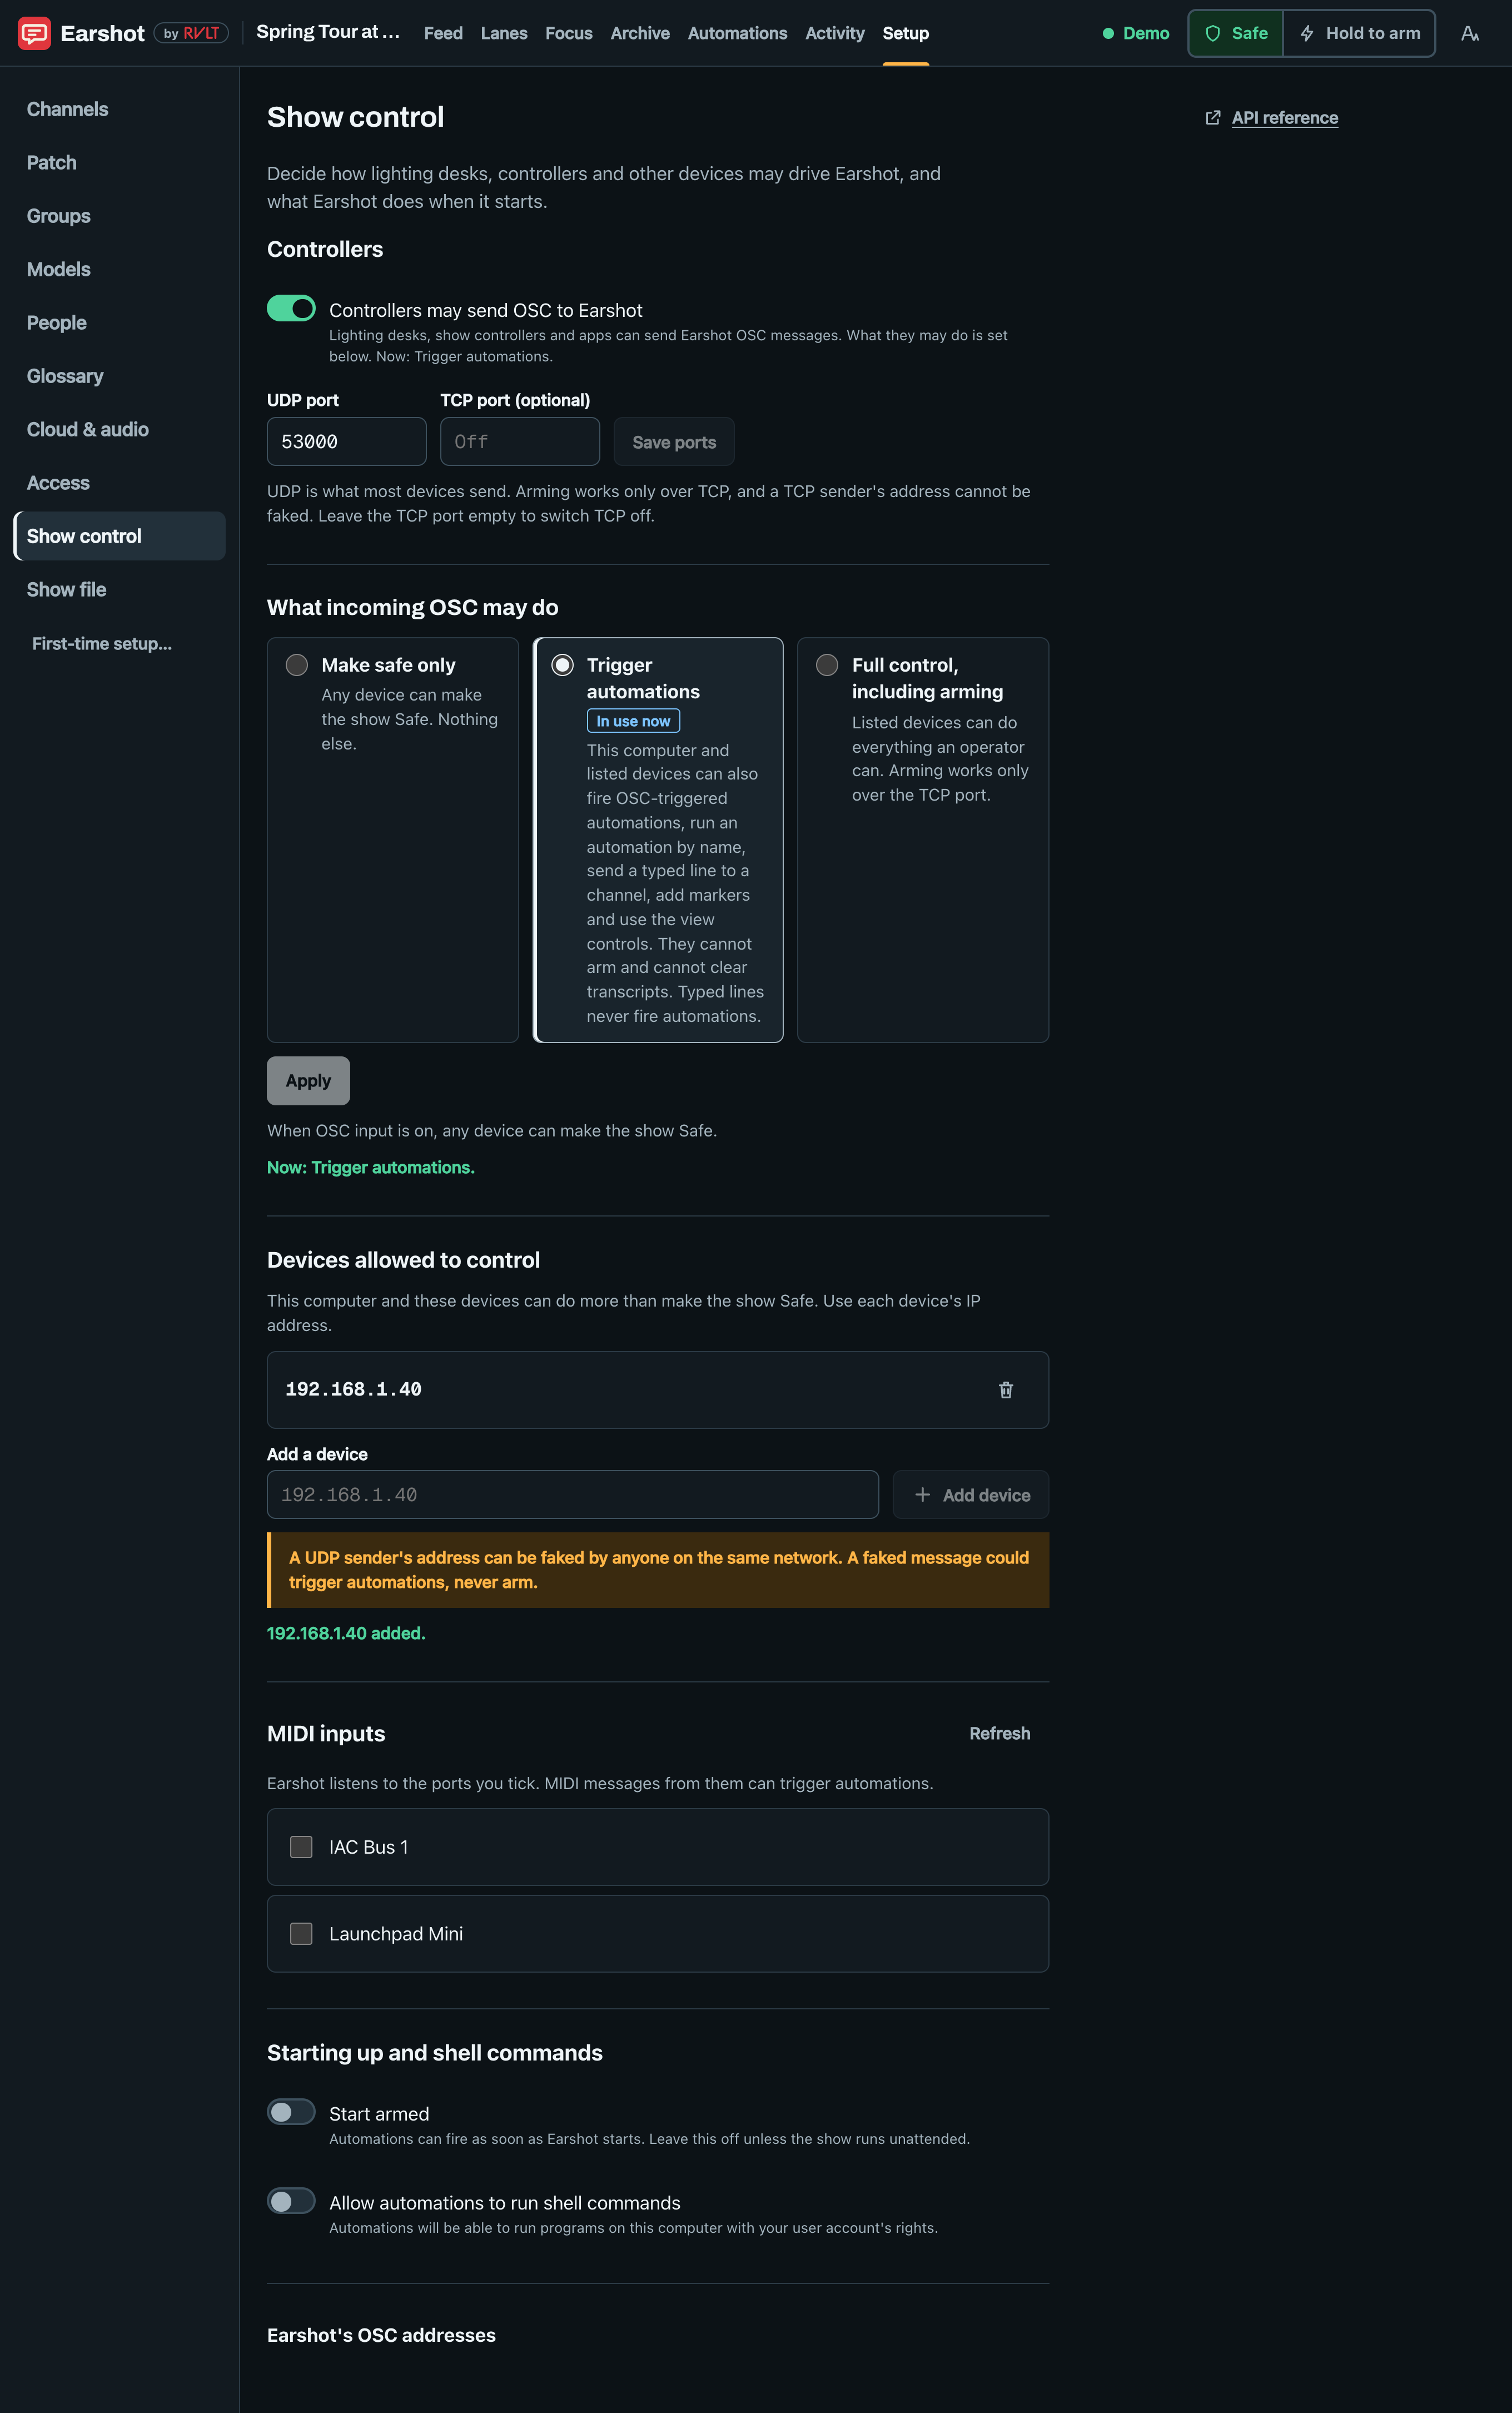 Earshot
by RVLT
Spring Tour at ...
Feed
Lanes
Focus
Archive
Automations
Activity
Setup
Demo
Safe
Hold to arm
Channels
Patch
Groups
Models
People
Glossary
Cloud & audio
Access
Show control
Show file
First-time setup...
Show control
API reference
Decide how lighting desks, controllers and other devices may drive Earshot, and
what Earshot does when it starts.
Controllers
Controllers may send OSC to Earshot
Lighting desks, show controllers and apps can send Earshot OSC messages. What they may do is set
below. Now: Trigger automations.
UDP port
TCP port (optional)
53000
Off
Save ports
UDP is what most devices send. Arming works only over TCP, and a TCP sender's address cannot be
faked. Leave the TCP port empty to switch TCP off.
What incoming OSC may do
Make safe only
Any device can make
the show Safe. Nothing
else.
Trigger
automations
In use now
This computer and
listed devices can also
fire OSC-triggered
automations, run an
automation by name,
send a typed line to a
channel, add markers
and use the view
controls. They cannot
arm and cannot clear
transcripts. Typed lines
never fire automations.
Full control,
including arming
Listed devices can do
everything an operator
can. Arming works only
over the TCP port.
Apply
When OSC input is on, any device can make the show Safe.
Now: Trigger automations.
Devices allowed to control
This computer and these devices can do more than make the show Safe. Use each device's IP
address.
192.168.1.40
Add a device
192.168.1.40
Add device
A UDP sender's address can be faked by anyone on the same network. A faked message could
trigger automations, never arm.
192.168.1.40 added.
MIDI inputs
Refresh
Earshot listens to the ports you tick. MIDI messages from them can trigger automations.
IAC Bus 1
Launchpad Mini
Starting up and shell commands
Start armed
Automations can fire as soon as Earshot starts. Leave this off unless the show runs unattended.
Allow automations to run shell commands
Automations will be able to run programs on this computer with your user account's rights.
Earshot's OSC addresses